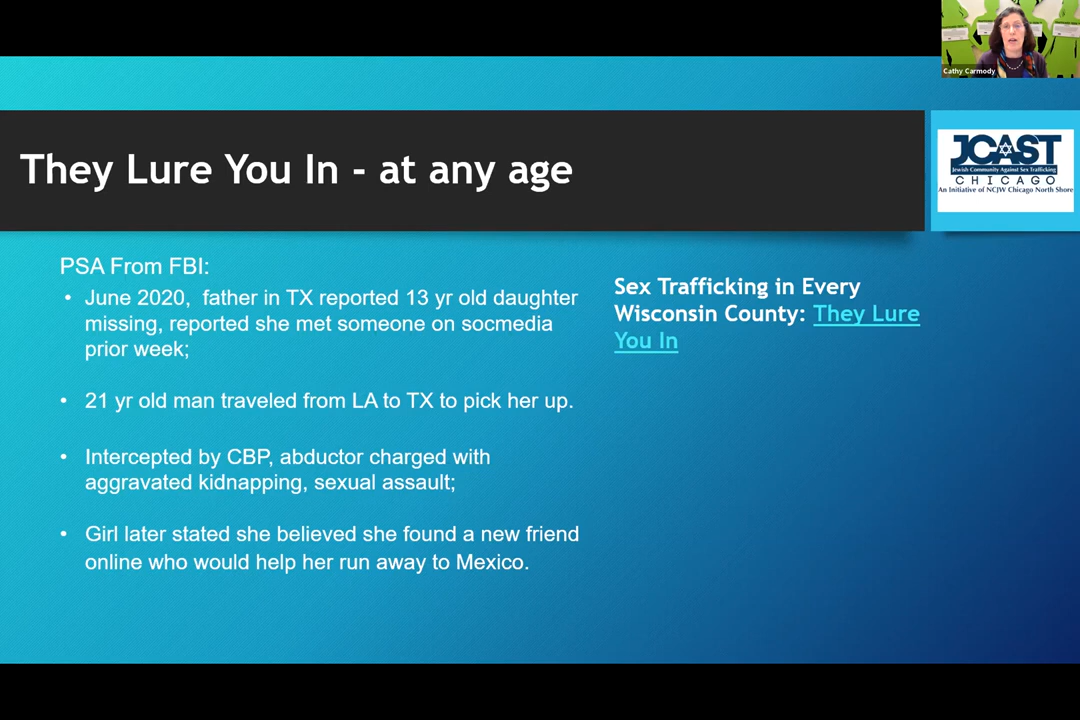 Cathy Carmody
They Lure You In - at any age
JCAST
Jewish Community Against Sex Trafficking
CHICAGO
An Initiative of NCJW Chicago North Shore
PSA From FBI:
• June 2020, father in TX reported 13 yr old daughter
missing, reported she met someone on socmedia
prior week;
• 21 yr old man traveled from LA to TX to pick her up.
• Intercepted by CBP, abductor charged with
aggravated kidnapping, sexual assault;
• Girl later stated she believed she found a new friend
online who would help her run away to Mexico.
Sex Trafficking in Every
Wisconsin County: They Lure
You In